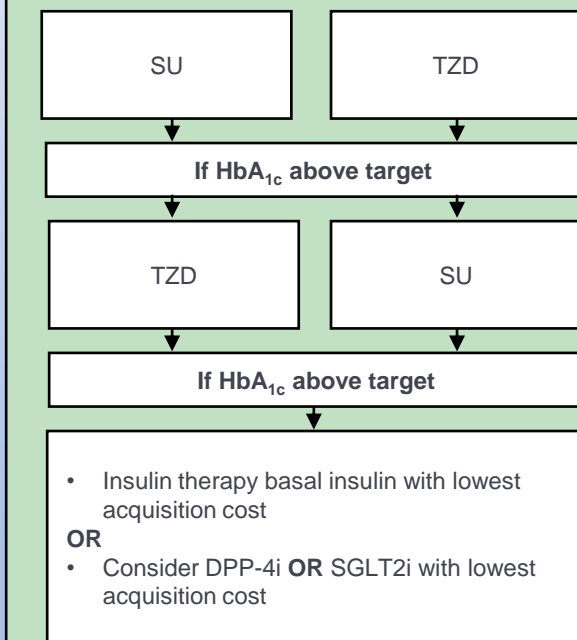 SU
TZD
If HbA1c above target
TZD
SU
If HbA1c above target
• Insulin therapy basal insulin with lowest
acquisition cost
OR
• Consider DPP-4i OR SGLT2i with lowest
acquisition cost